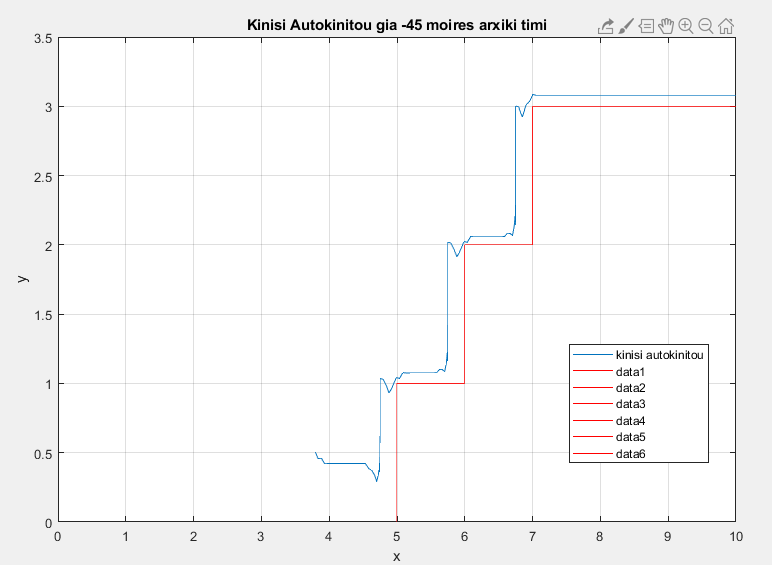 Kinisi Autokinitou gia -45 moires arxiki timi
3.5
3
2.5
2
1.5
1
0.5
0
y
0 1 2 3 4 5 6 7 8 9 10
x
kinisi autokinitou
data1
data2
data3
data4
data5
data6